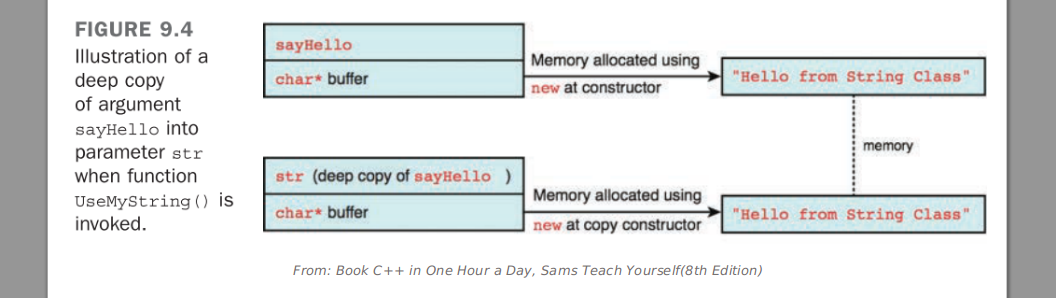 FIGURE 9.4
Illustration of a
deep copy
of argument
sayHello into
parameter str
when function
UseMyString() is
invoked.
sayHello
char* buffer
Memory allocated using
new at constructor
"Hello from String Class"
memory
str (deep copy of sayHello )
char* buffer
Memory allocated using
new at copy constructor
"Hello from String Class"
From: Book C++ in One Hour a Day, Sams Teach Yourself(8th Edition)